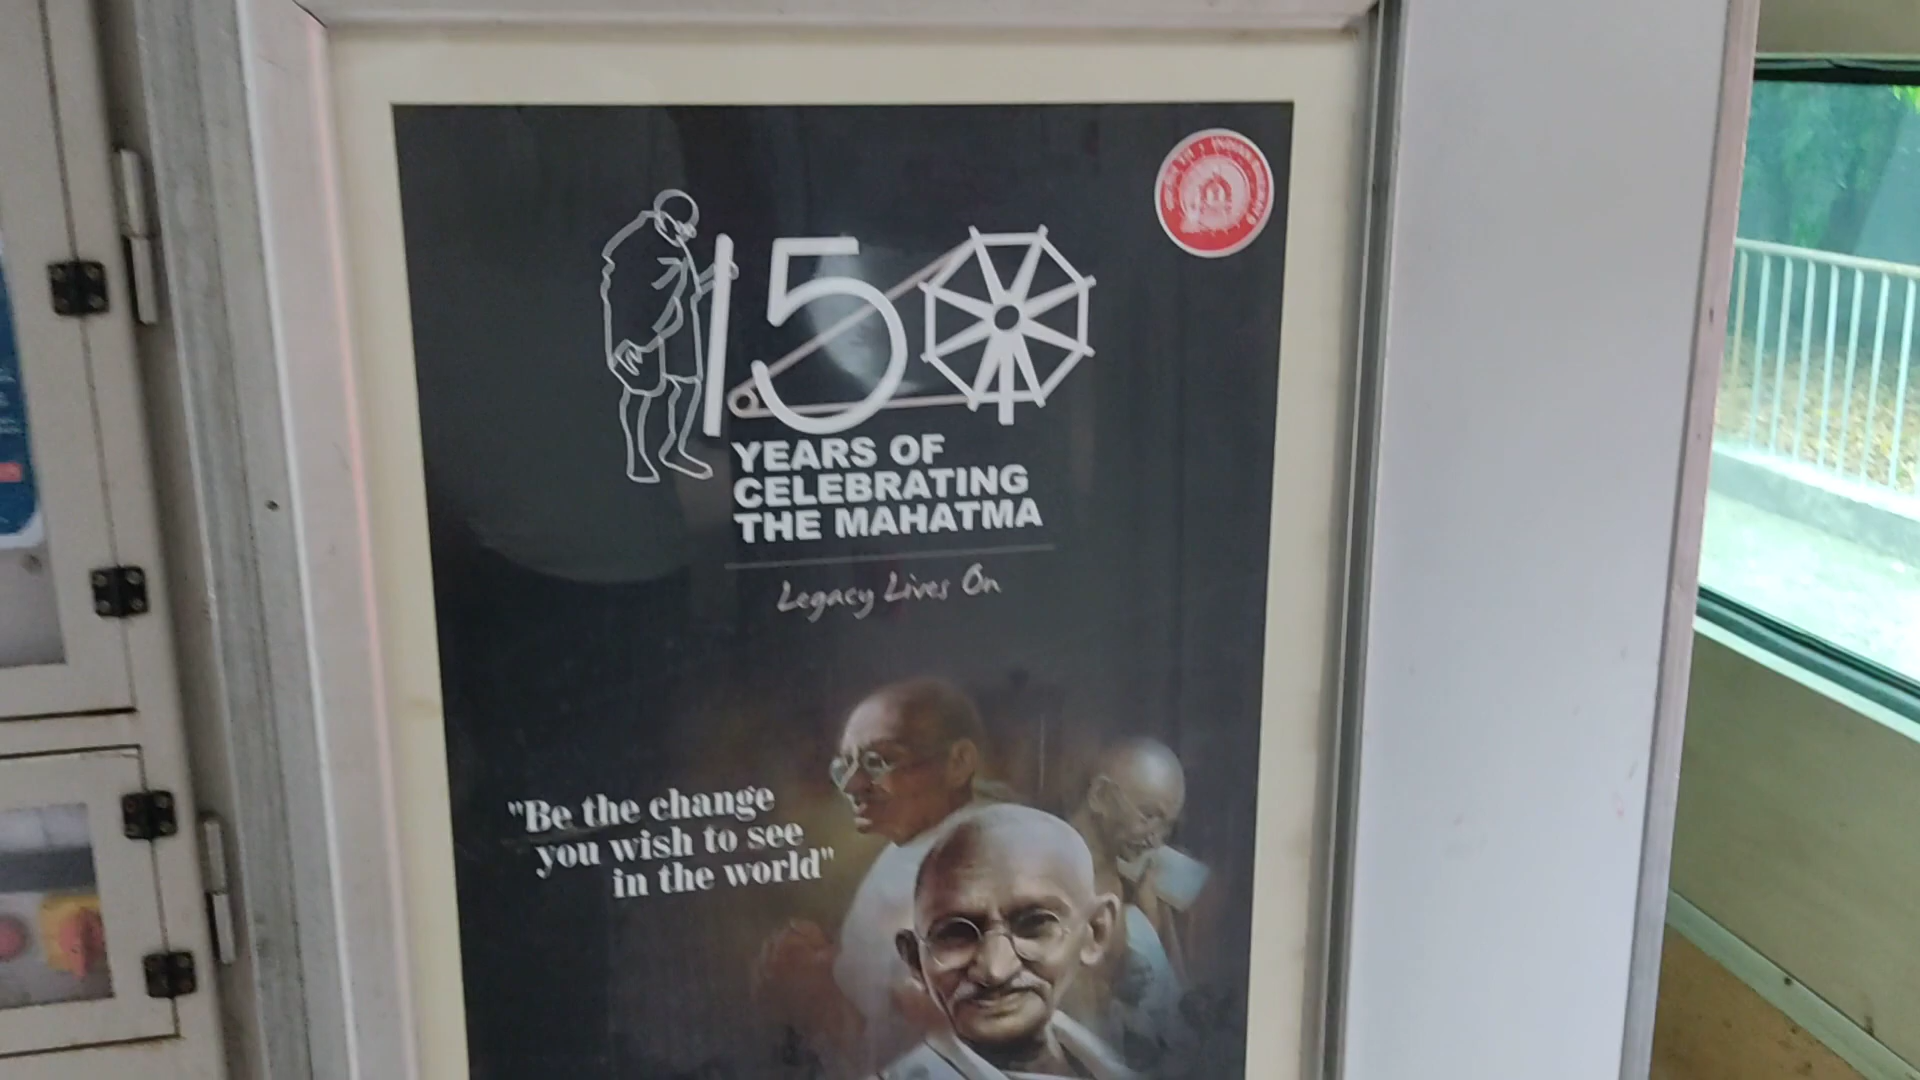 150
YEARS OF
CELEBRATING
THE MAHATMA
Legacy Lives On
"Be the change
you wish to see
in the world"